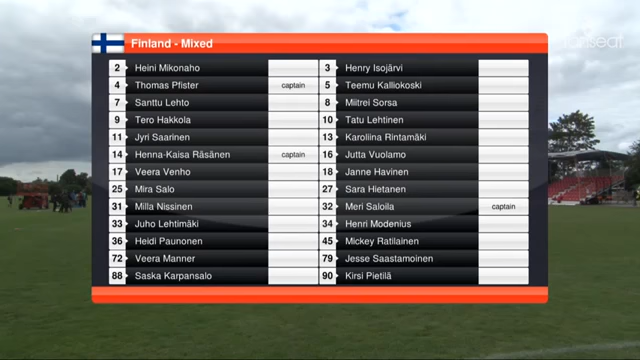 Finland - Mixed
2 Heini Mikonaho 3 Henry Isojärvi
4 Thomas Pfister captain 5 Teemu Kalliokoski
7 Santtu Lehto 8 Miitrei Sorsa
9 Tero Hakkola 10 Tatu Lehtinen
11 Jyri Saarinen 13 Karoliina Rintamäki
14 Henna-Kaisa Räsänen captain 16 Jutta Vuolamo
17 Veera Venho 18 Janne Havinen
25 Mira Salo 27 Sara Hietanen
31 Milla Nissinen 32 Meri Saloila captain
33 Juho Lehtimäki 34 Henri Modenius
36 Heidi Paunonen 45 Mickey Ratilainen
72 Veera Manner 79 Jesse Saastamoinen
88 Saska Karpansalo 90 Kirsi Pietilä